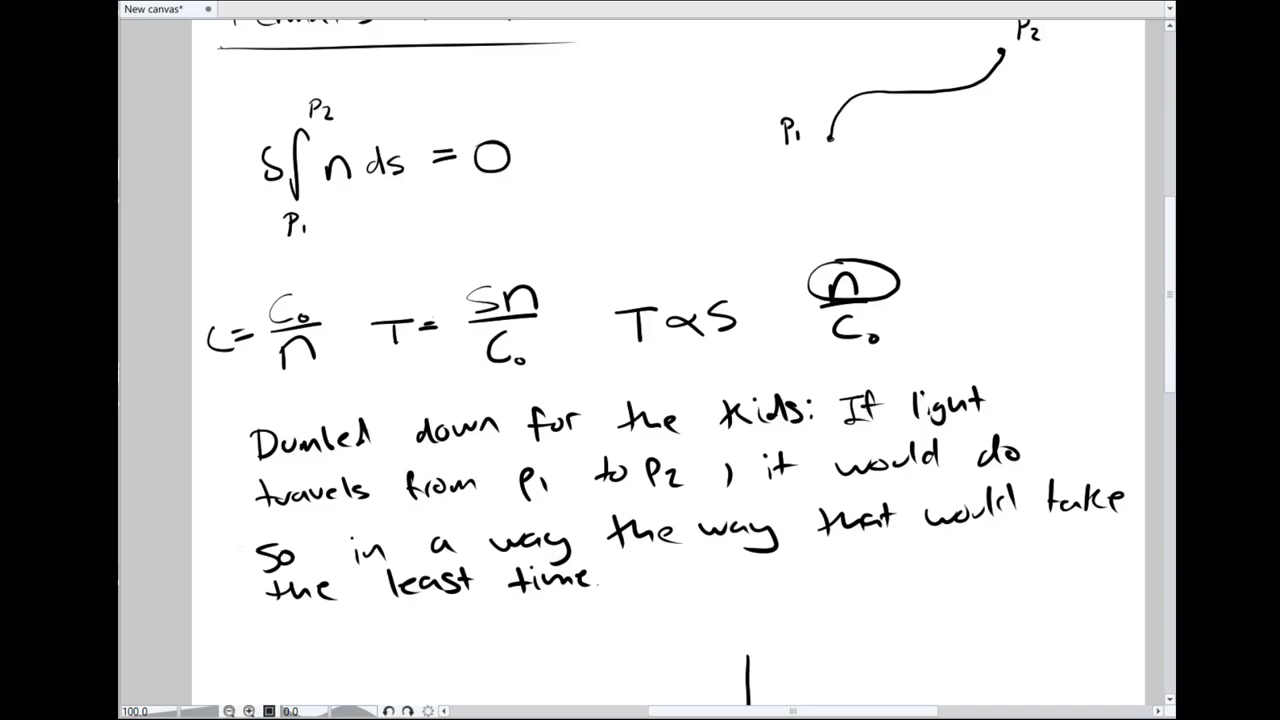 New canvas*
P2
P1
δ∫ n ds = 0
P2
P1
c = c₀/n T = sn/c₀ T ∝ S n/c₀
Dumbed down for the kids: If light
travels from P1 to P2, it would do
so in a way the way that would take
the least time.
100.0 0.0